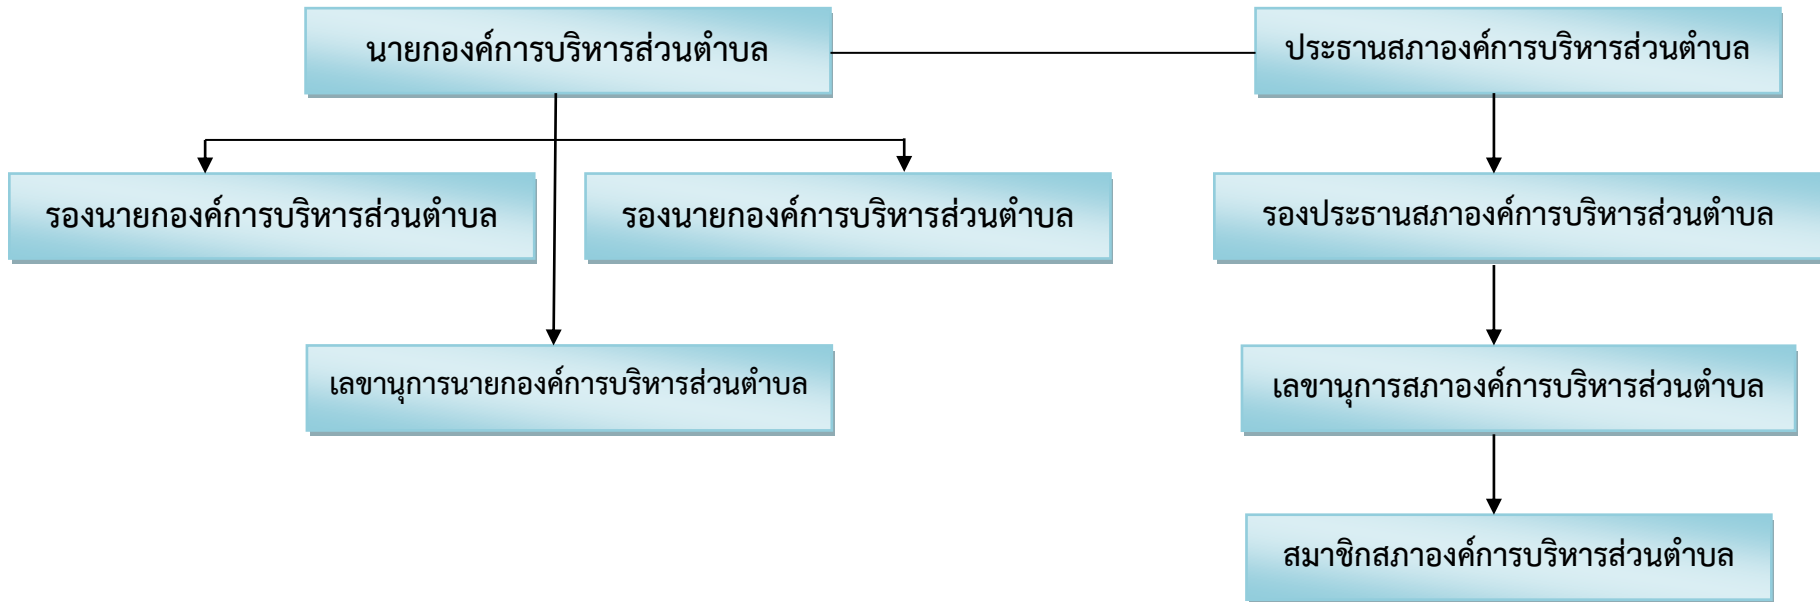 นายกองค์การบริหารส่วนตำบล
ประธานสภาองค์การบริหารส่วนตำบล
รองนายกองค์การบริหารส่วนตำบล
รองนายกองค์การบริหารส่วนตำบล
รองประธานสภาองค์การบริหารส่วนตำบล
เลขานุการนายกองค์การบริหารส่วนตำบล
เลขานุการสภาองค์การบริหารส่วนตำบล
สมาชิกสภาองค์การบริหารส่วนตำบล